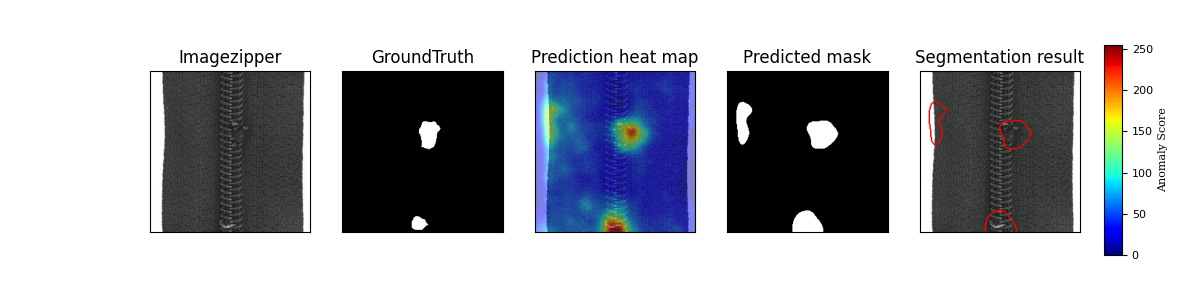 Imagezipper
GroundTruth
Prediction heat map
Predicted mask
Segmentation result
250
200
150
100
50
0
Anomaly Score